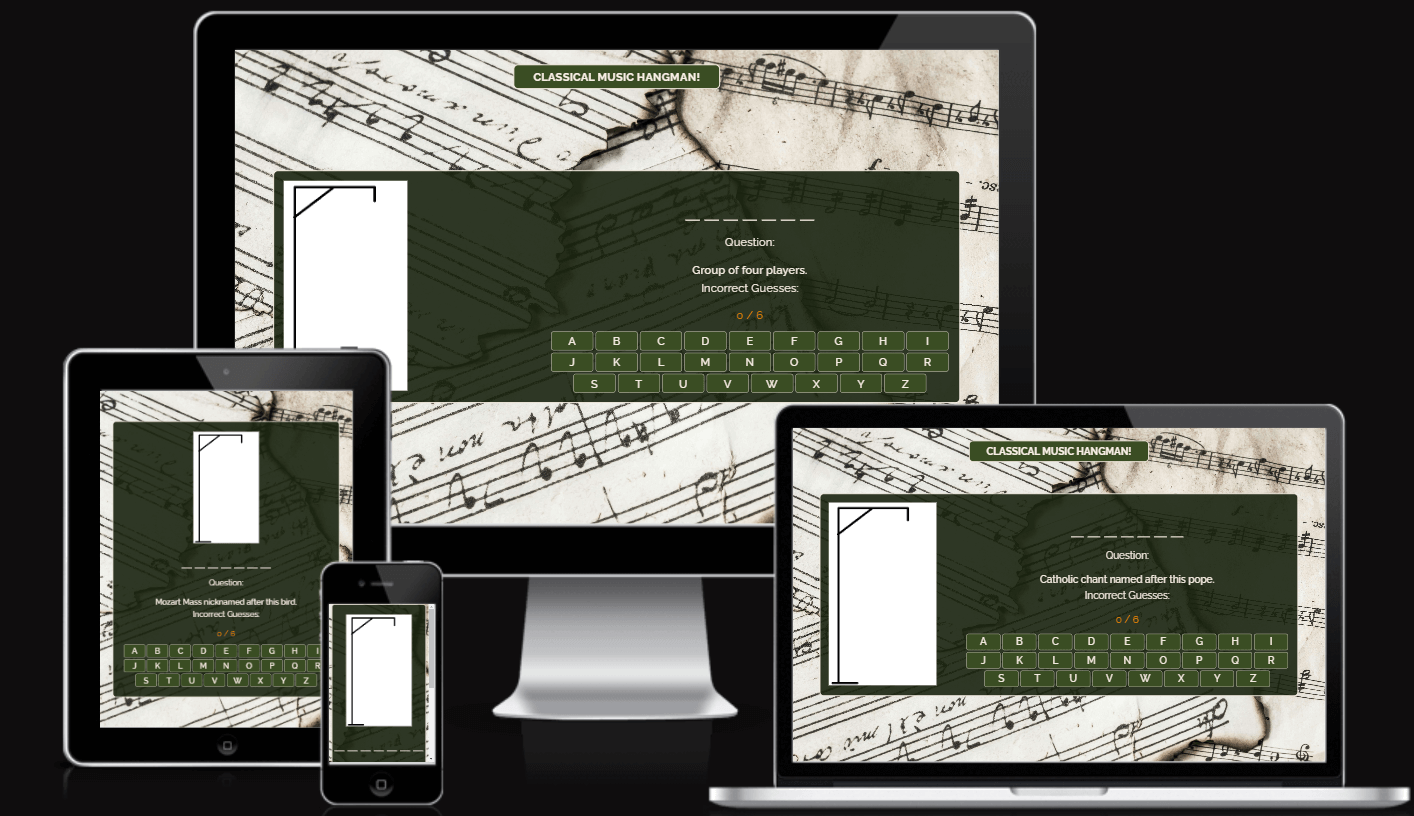 CLASSICAL MUSIC HANGMAN!
_ _ _ _ _ _ _
Question:
Group of four players.
Incorrect Guesses:
0 / 6
A B C D E F G H I
J K L M N O P Q R
S T U V W X Y Z
_ _ _ _ _ _ _
Question:
Mozart Mass nicknamed after this bird.
Incorrect Guesses:
0 / 6
A B C D E F G H I
J K L M N O P Q R
S T U V W X Y Z
CLASSICAL MUSIC HANGMAN!
_ _ _ _ _ _ _
Question:
Catholic chant named after this pope.
Incorrect Guesses:
0 / 6
A B C D E F G H I
J K L M N O P Q R
S T U V W X Y Z